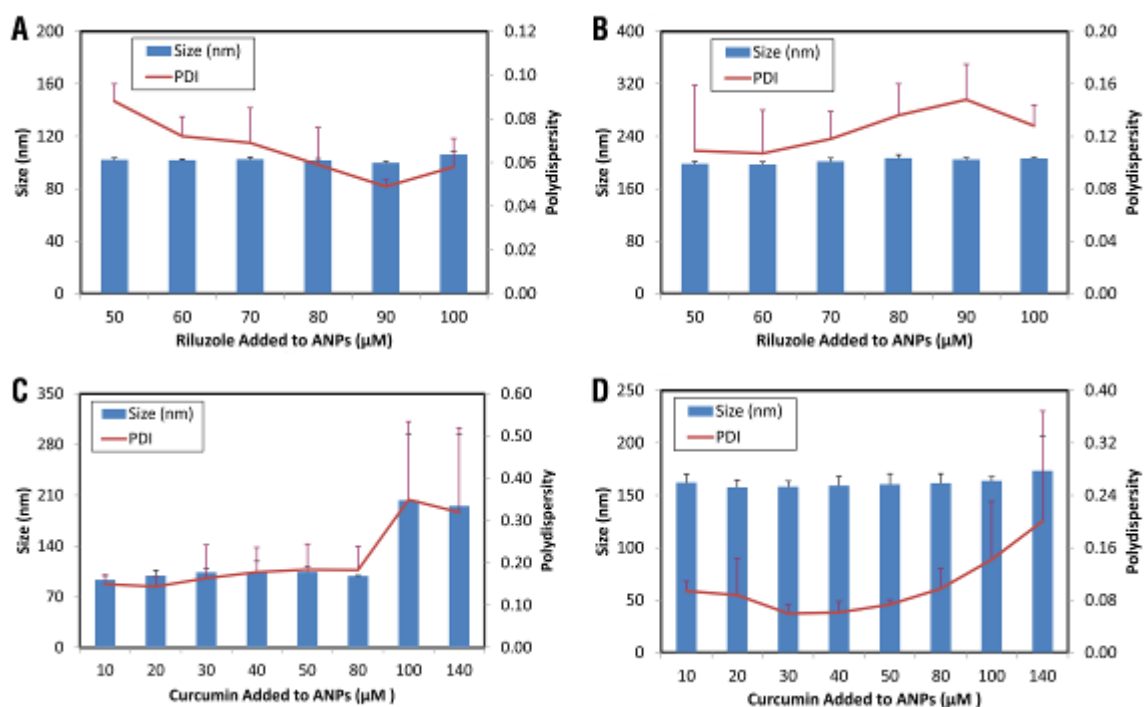 A
Size (nm)
PDI
200
160
120
80
40
0
Size (nm)
0.12
0.10
0.08
0.06
0.04
0.02
0.00
Polydispersity
50 60 70 80 90 100
Riluzole Added to ANPs (µM)
B
Size (nm)
PDI
400
320
240
160
80
0
Size (nm)
0.20
0.16
0.12
0.08
0.04
0.00
Polydispersity
50 60 70 80 90 100
Riluzole Added to ANPs (µM)
C
Size (nm)
PDI
350
280
210
140
70
0
Size (nm)
0.60
0.50
0.40
0.30
0.20
0.10
0.00
Polydispersity
10 20 30 40 50 80 100 140
Curcumin Added to ANPs (µM )
D
Size (nm)
PDI
250
200
150
100
50
0
Size (nm)
0.40
0.32
0.24
0.16
0.08
0.00
Polydispersity
10 20 30 40 50 80 100 140
Curcumin Added to ANPs (µM )